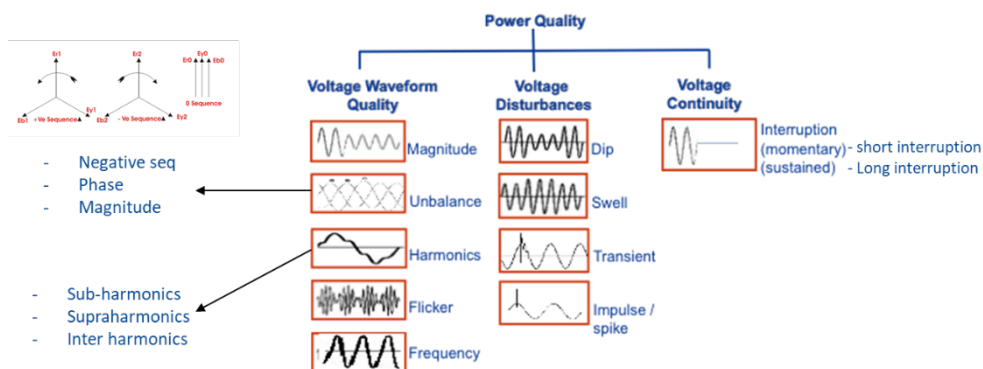 Power Quality
Er1
Er2
Ey0
Er0
Eb0
0 Sequence
Eb1
+Ve Sequence
Ey1
Eb2
- Ve Sequence
Ey2
Voltage Waveform
Quality
Voltage
Disturbances
Voltage
Continuity
Magnitude
Unbalance
Harmonics
Flicker
Frequency
Dip
Swell
Transient
Impulse /
spike
Interruption
(momentary)
(sustained)
- short interruption
- Long interruption
- Negative seq
- Phase
- Magnitude
- Sub-harmonics
- Supraharmonics
- Inter harmonics